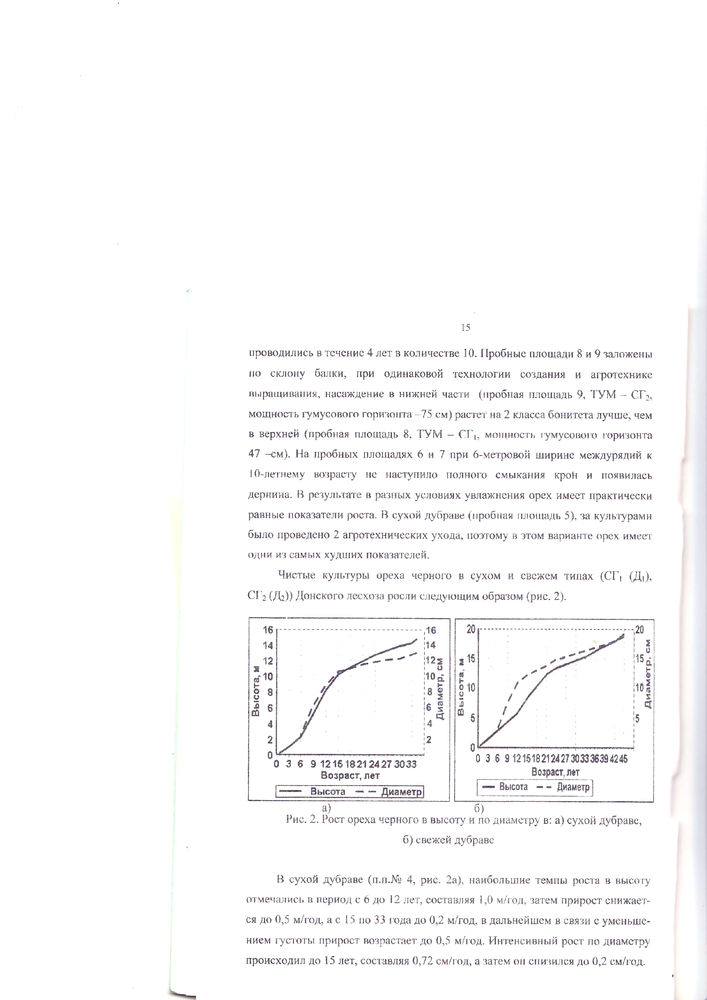 15
проводились в течение 4 лет в количестве 10. Пробные площади 8 и 9 заложены
по склону балки, при одинаковой технологии создания и агротехнике
выращивания, насаждение в нижней части (пробная площадь 9, ТУМ – СГ₂,
мощность гумусового горизонта –75 см) растет на 2 класса бонитета лучше, чем
в верхней (пробная площадь 8, ТУМ – СГ₁, мощность гумусового горизонта
47 –см). На пробных площадях 6 и 7 при 6-метровой ширине междурядий к
10-летнему возрасту не наступило полного смыкания крон и появилась
дернина. В результате в разных условиях увлажнения орех имеет практически
равные показатели роста. В сухой дубраве (пробная площадь 5), за культурами
было проведено 2 агротехнических ухода, поэтому в этом варианте орех имеет
одни из самых худших показателей.
Чистые культуры ореха черного в сухом и свежем типах (СГ₁ (Д₁),
СГ₂ (Д₂)) Донского лесхоза росли следующим образом (рис. 2).
Высота, м
16
14
12
10
8
6
4
2
0
16
14
12
10
8
6
4
2
Диаметр, см
0 3 6 9 12 15 18 21 24 27 30 33
Возраст, лет
Высота Диаметр
а)
Высота, м
20
15
10
5
0
20
15
10
5
Диаметр, см
0 3 6 9 12 15 18 21 24 27 30 33 36 39 42 45
Возраст, лет
Высота Диаметр
б)
Рис. 2. Рост ореха черного в высоту и по диаметру в: а) сухой дубраве,
б) свежей дубраве
В сухой дубраве (п.п.№ 4, рис. 2а), наибольшие темпы роста в высоту
отмечались в период с 6 до 12 лет, составляя 1,0 м/год, затем прирост снижает-
ся до 0,5 м/год, а с 15 по 33 года до 0,2 м/год, в дальнейшем в связи с уменьше-
нием густоты прирост возрастает до 0,5 м/год. Интенсивный рост по диаметру
происходил до 15 лет, составляя 0,72 см/год, а затем он снизился до 0,2 см/год.